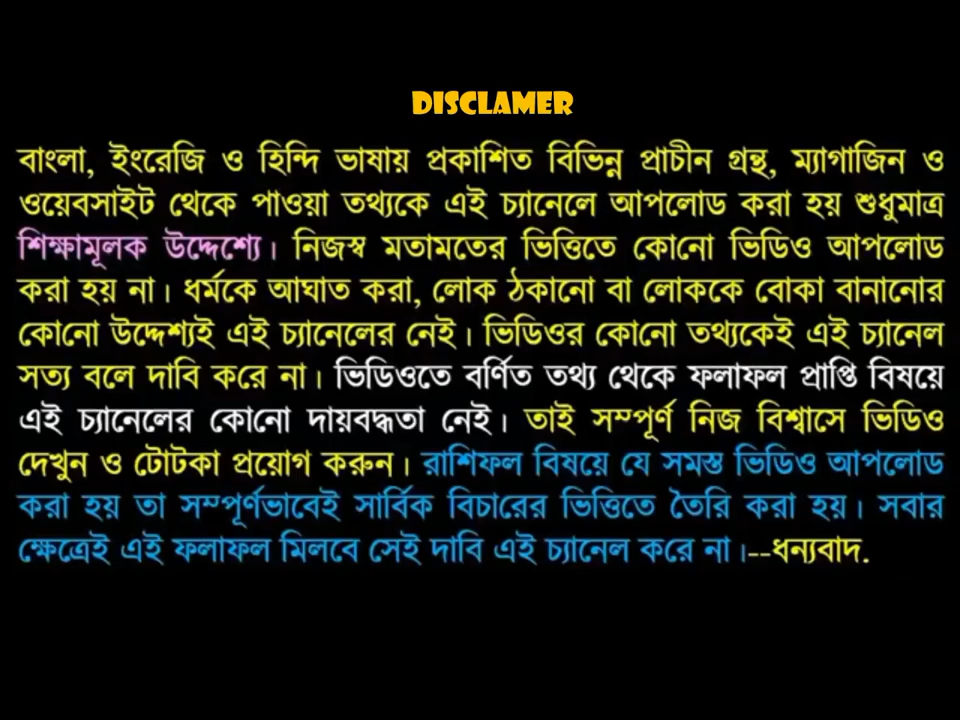 DISCLAMER
বাংলা, ইংরেজি ও হিন্দি ভাষায় প্রকাশিত বিভিন্ন প্রাচীন গ্রন্থ, ম্যাগাজিন ও
ওয়েবসাইট থেকে পাওয়া তথ্যকে এই চ্যানেলে আপলোড করা হয় শুধুমাত্র
শিক্ষামূলক উদ্দেশ্যে। নিজস্ব মতামতের ভিত্তিতে কোনো ভিডিও আপলোড
করা হয় না। ধর্মকে আঘাত করা, লোক ঠকানো বা লোককে বোকা বানানোর
কোনো উদ্দেশ্যই এই চ্যানেলের নেই। ভিডিওর কোনো তথ্যকেই এই চ্যানেল
সত্য বলে দাবি করে না। ভিডিওতে বর্ণিত তথ্য থেকে ফলাফল প্রাপ্তি বিষয়ে
এই চ্যানেলের কোনো দায়বদ্ধতা নেই। তাই সম্পূর্ণ নিজ বিশ্বাসে ভিডিও
দেখুন ও টোটকা প্রয়োগ করুন। রাশিফল বিষয়ে যে সমস্ত ভিডিও আপলোড
করা হয় তা সম্পূর্ণভাবেই সার্বিক বিচারের ভিত্তিতে তৈরি করা হয়। সবার
ক্ষেত্রেই এই ফলাফল মিলবে সেই দাবি এই চ্যানেল করে না।--ধন্যবাদ.